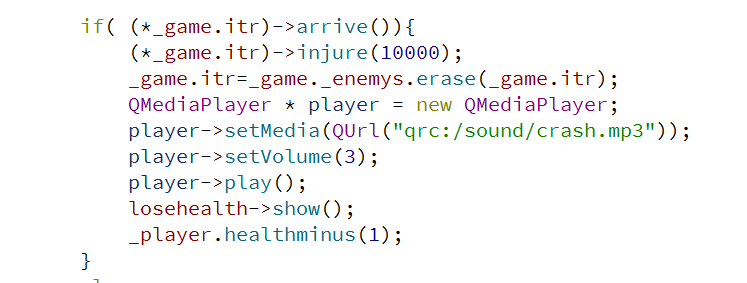 if( (*_game.itr)->arrive()){
(*_game.itr)->injure(10000);
_game.itr=_game._enemys.erase(_game.itr);
QMediaPlayer * player = new QMediaPlayer;
player->setMedia(QUrl("qrc:/sound/crash.mp3"));
player->setVolume(3);
player->play();
losehealth->show();
_player.healthminus(1);
}